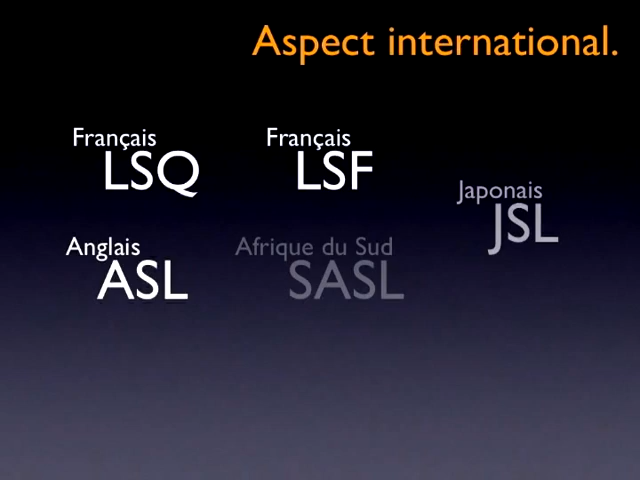 Aspect international.
Français
LSQ
Français
LSF
Japonais
JSL
Anglais
ASL
Afrique du Sud
SASL